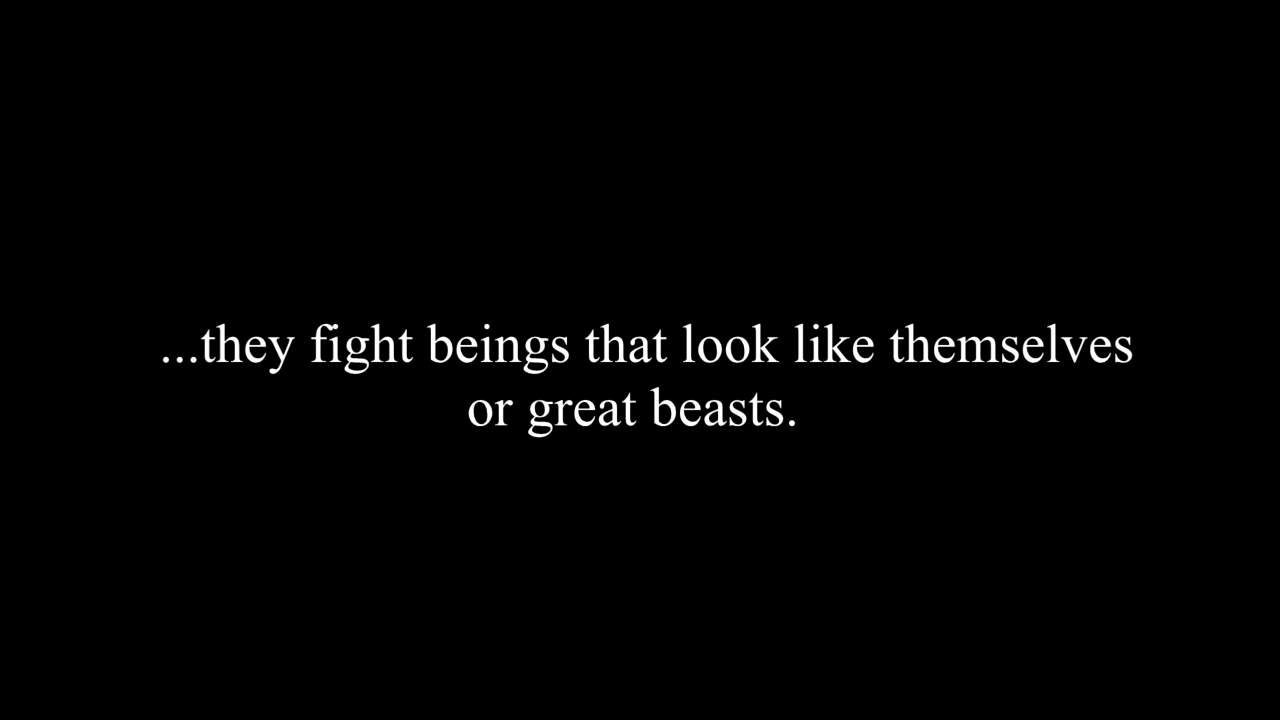 ...they fight beings that look like themselves
or great beasts.